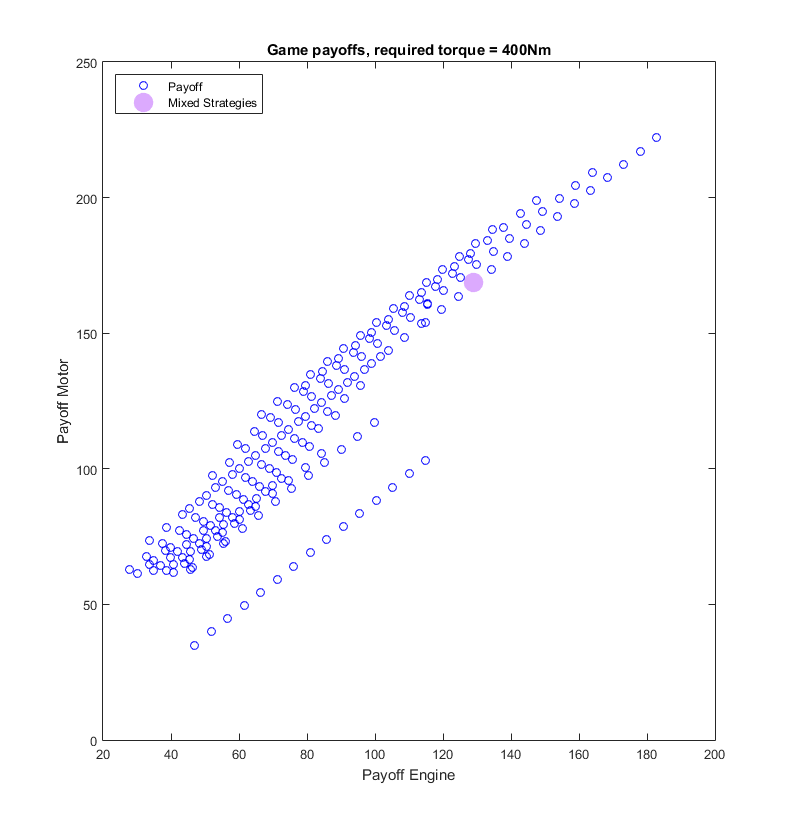 Game payoffs, required torque = 400Nm
250
Payoff
Mixed Strategies
200
150
Payoff Motor
100
50
0
20 40 60 80 100 120 140 160 180 200
Payoff Engine